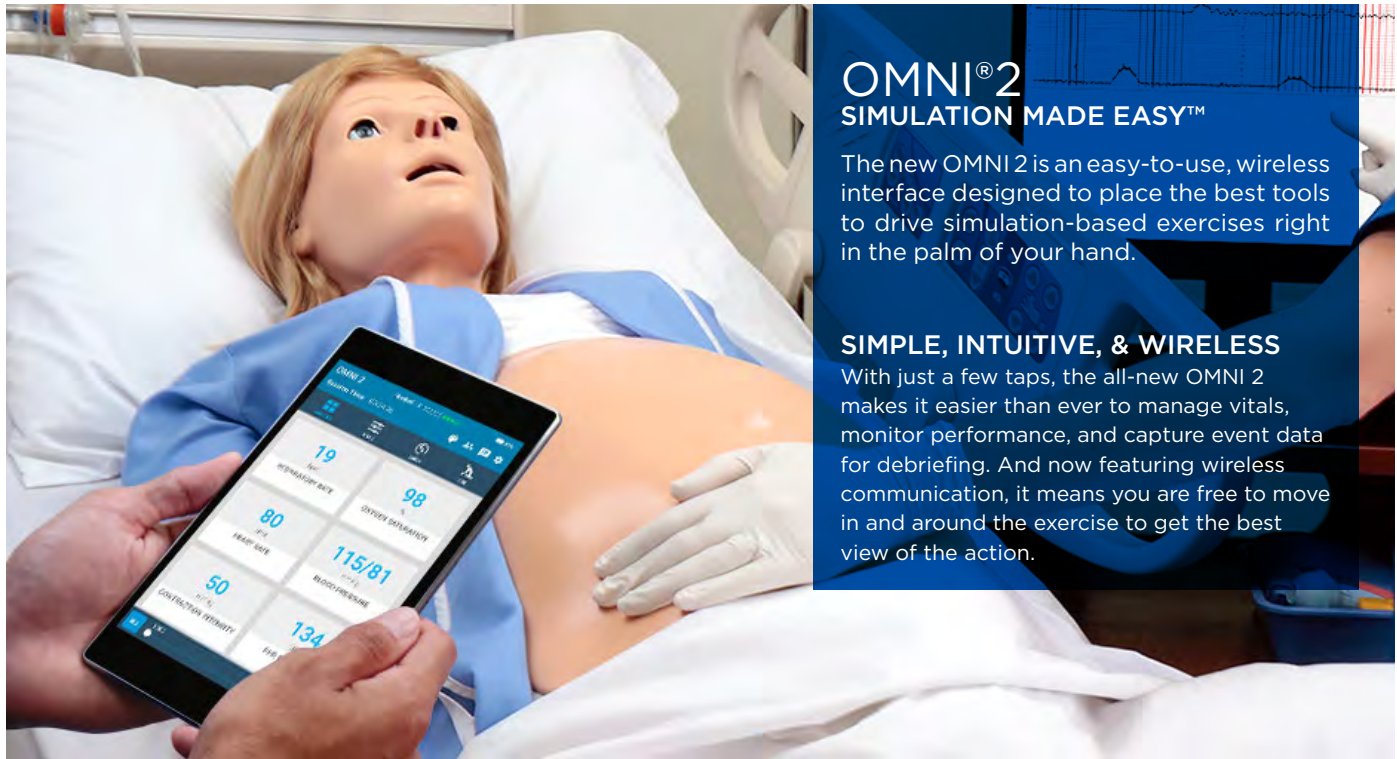 OMNI 2
19
RESPIRATORY RATE
98
%
OXYGEN SATURATION
80
HEART RATE
115/81
BLOOD PRESSURE
50
CONTRACTION INTENSITY
134
OMNI®2
SIMULATION MADE EASY™
The new OMNI 2 is an easy-to-use, wireless
interface designed to place the best tools
to drive simulation-based exercises right
in the palm of your hand.
SIMPLE, INTUITIVE, & WIRELESS
With just a few taps, the all-new OMNI 2
makes it easier than ever to manage vitals,
monitor performance, and capture event data
for debriefing. And now featuring wireless
communication, it means you are free to move
in and around the exercise to get the best
view of the action.